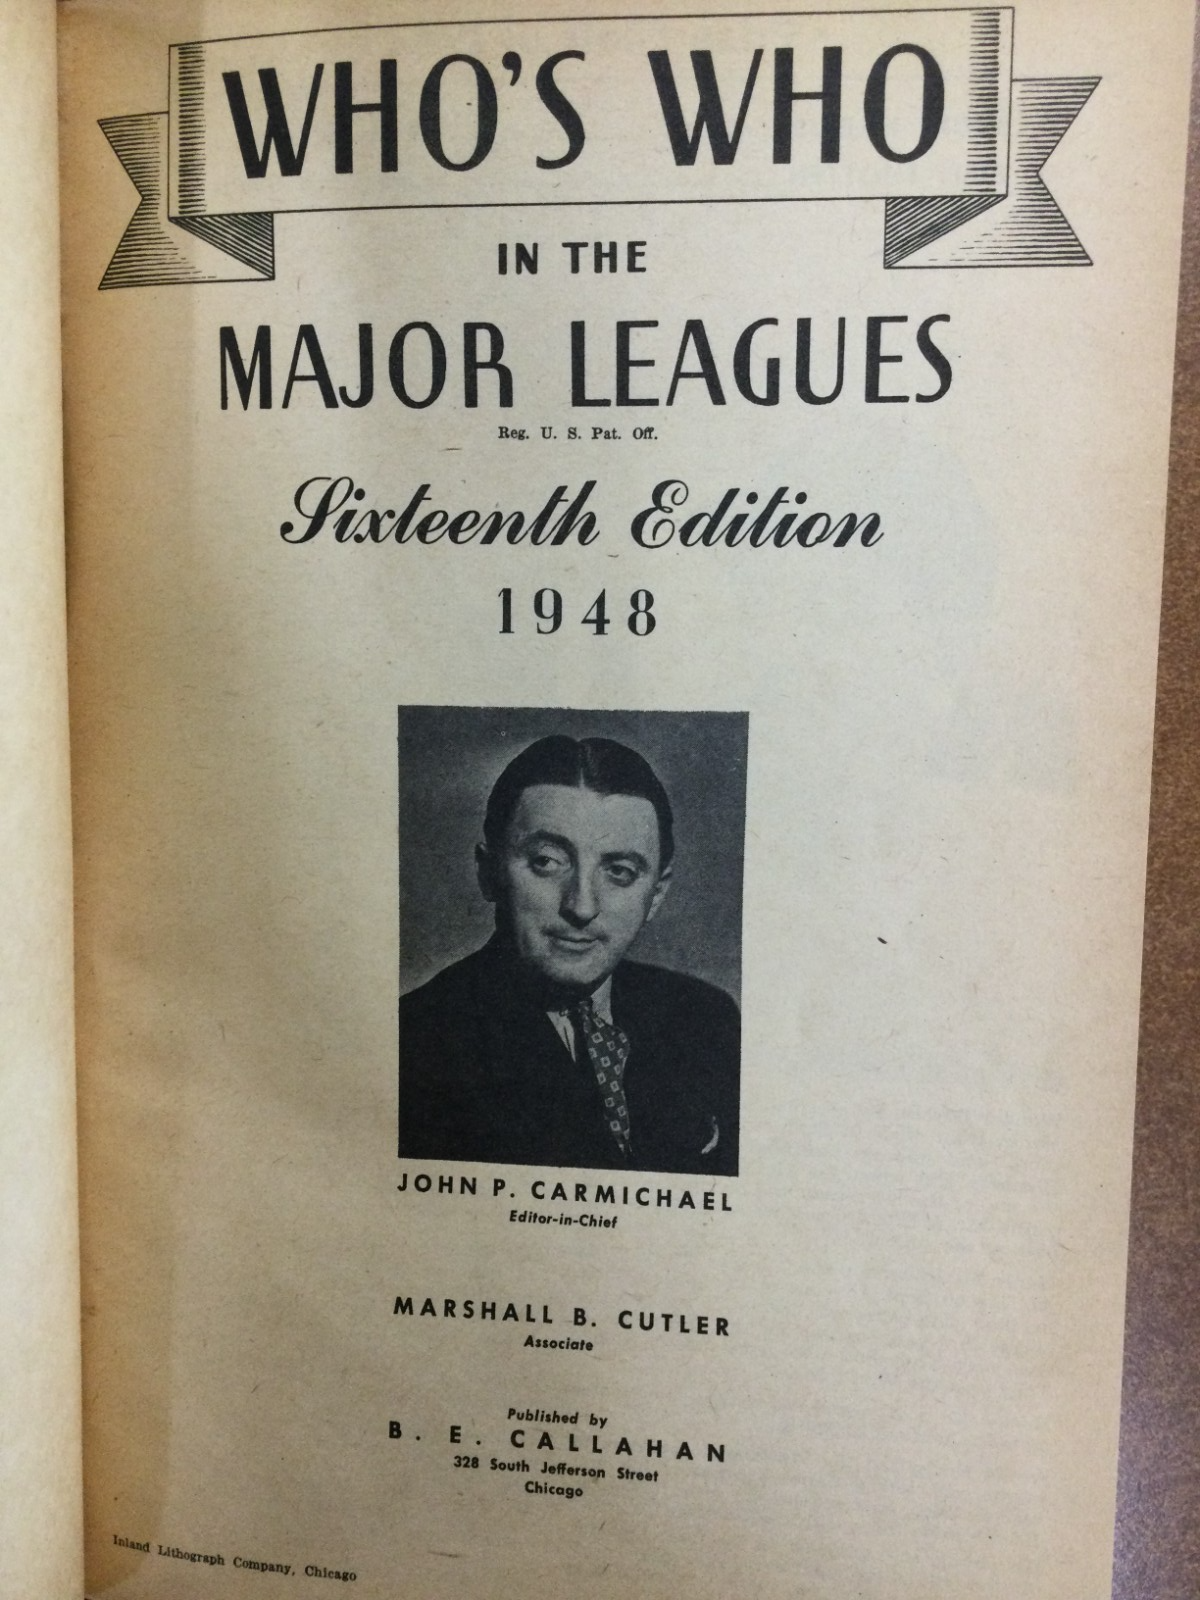 WHO'S WHO
IN THE
MAJOR LEAGUES
Reg. U. S. Pat. Off.
Sixteenth Edition
1948
JOHN P. CARMICHAEL
Editor-in-Chief
MARSHALL B. CUTLER
Associate
Published by
B. E. CALLAHAN
328 South Jefferson Street
Chicago
Inland Lithograph Company, Chicago